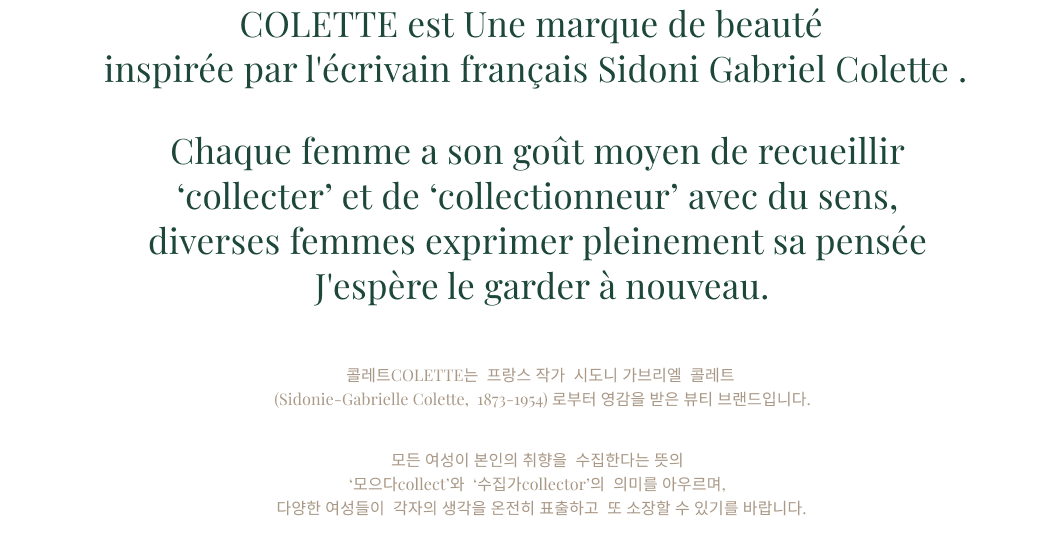 COLETTE est Une marque de beauté
inspirée par l'écrivain français Sidoni Gabriel Colette .
Chaque femme a son goût moyen de recueillir
‘collecter’ et de ‘collectionneur’ avec du sens,
diverses femmes exprimer pleinement sa pensée
J'espère le garder à nouveau.
콜레트COLETTE는 프랑스 작가 시도니 가브리엘 콜레트
(Sidonie-Gabrielle Colette, 1873-1954) 로부터 영감을 받은 뷰티 브랜드입니다.
모든 여성이 본인의 취향을 수집한다는 뜻의
‘모으다collect’와 ‘수집가collector’의 의미를 아우르며,
다양한 여성들이 각자의 생각을 온전히 표출하고 또 소장할 수 있기를 바랍니다.